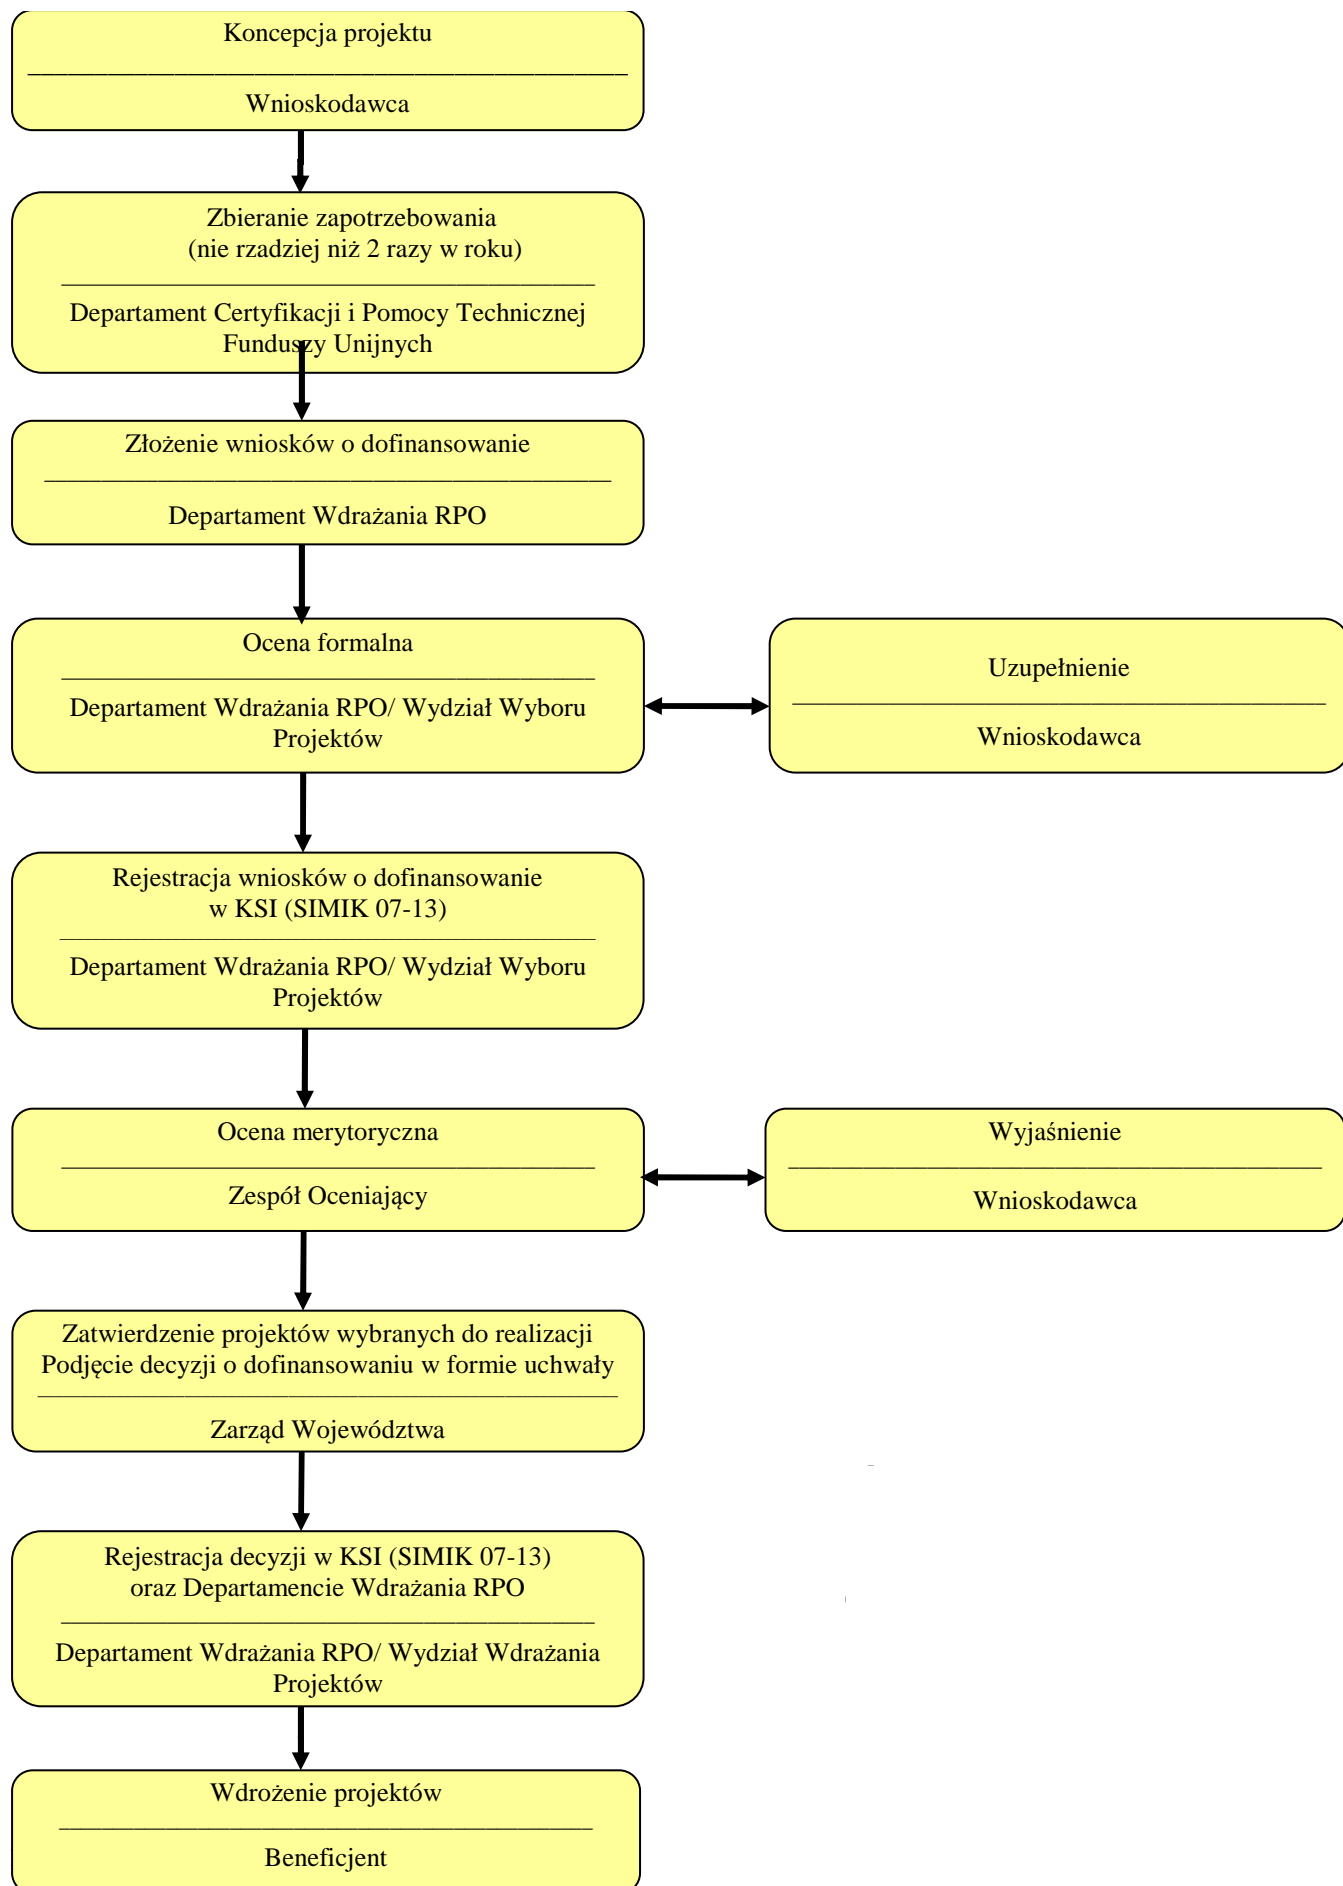 Koncepcja projektu
Wnioskodawca
Zbieranie zapotrzebowania
(nie rzadziej niż 2 razy w roku)
Departament Certyfikacji i Pomocy Technicznej
Funduszy Unijnych
Złożenie wniosków o dofinansowanie
Departament Wdrażania RPO
Ocena formalna
Departament Wdrażania RPO/ Wydział Wyboru
Projektów
Uzupełnienie
Wnioskodawca
Rejestracja wniosków o dofinansowanie
w KSI (SIMIK 07-13)
Departament Wdrażania RPO/ Wydział Wyboru
Projektów
Ocena merytoryczna
Zespół Oceniający
Wyjaśnienie
Wnioskodawca
Zatwierdzenie projektów wybranych do realizacji
Podjęcie decyzji o dofinansowaniu w formie uchwały
Zarząd Województwa
Rejestracja decyzji w KSI (SIMIK 07-13)
oraz Departamencie Wdrażania RPO
Departament Wdrażania RPO/ Wydział Wdrażania
Projektów
Wdrożenie projektów
Beneficjent